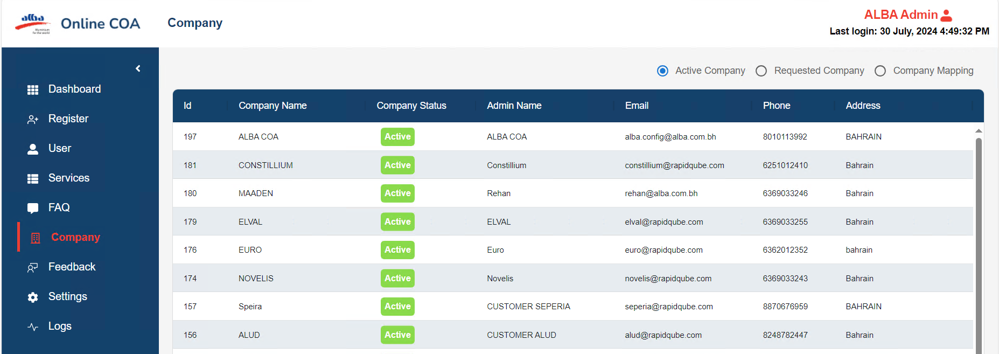 alba
Aluminium
for the world
Online COA
Company
ALBA Admin
Last login: 30 July, 2024 4:49:32 PM
Dashboard
Register
User
Services
FAQ
Company
Feedback
Settings
Logs
Active Company Requested Company Company Mapping
Id Company Name Company Status Admin Name Email Phone Address
197 ALBA COA Active ALBA COA alba.config@alba.com.bh 8010113992 BAHRAIN
181 CONSTILLIUM Active Constillium constillium@rapidqube.com 6251012410 Bahrain
180 MAADEN Active Rehan rehan@alba.com.bh 6369033246 Bahrain
179 ELVAL Active ELVAL elval@rapidqube.com 6369033255 Bahrain
176 EURO Active Euro euro@rapidqube.com 6362012352 bahrain
174 NOVELIS Active Novelis novelis@rapidqube.com 6369033243 Bahrain
157 Speira Active CUSTOMER SEPERIA seperia@rapidqube.com 8870676959 BAHRAIN
156 ALUD Active CUSTOMER ALUD alud@rapidqube.com 8248782447 Bahrain